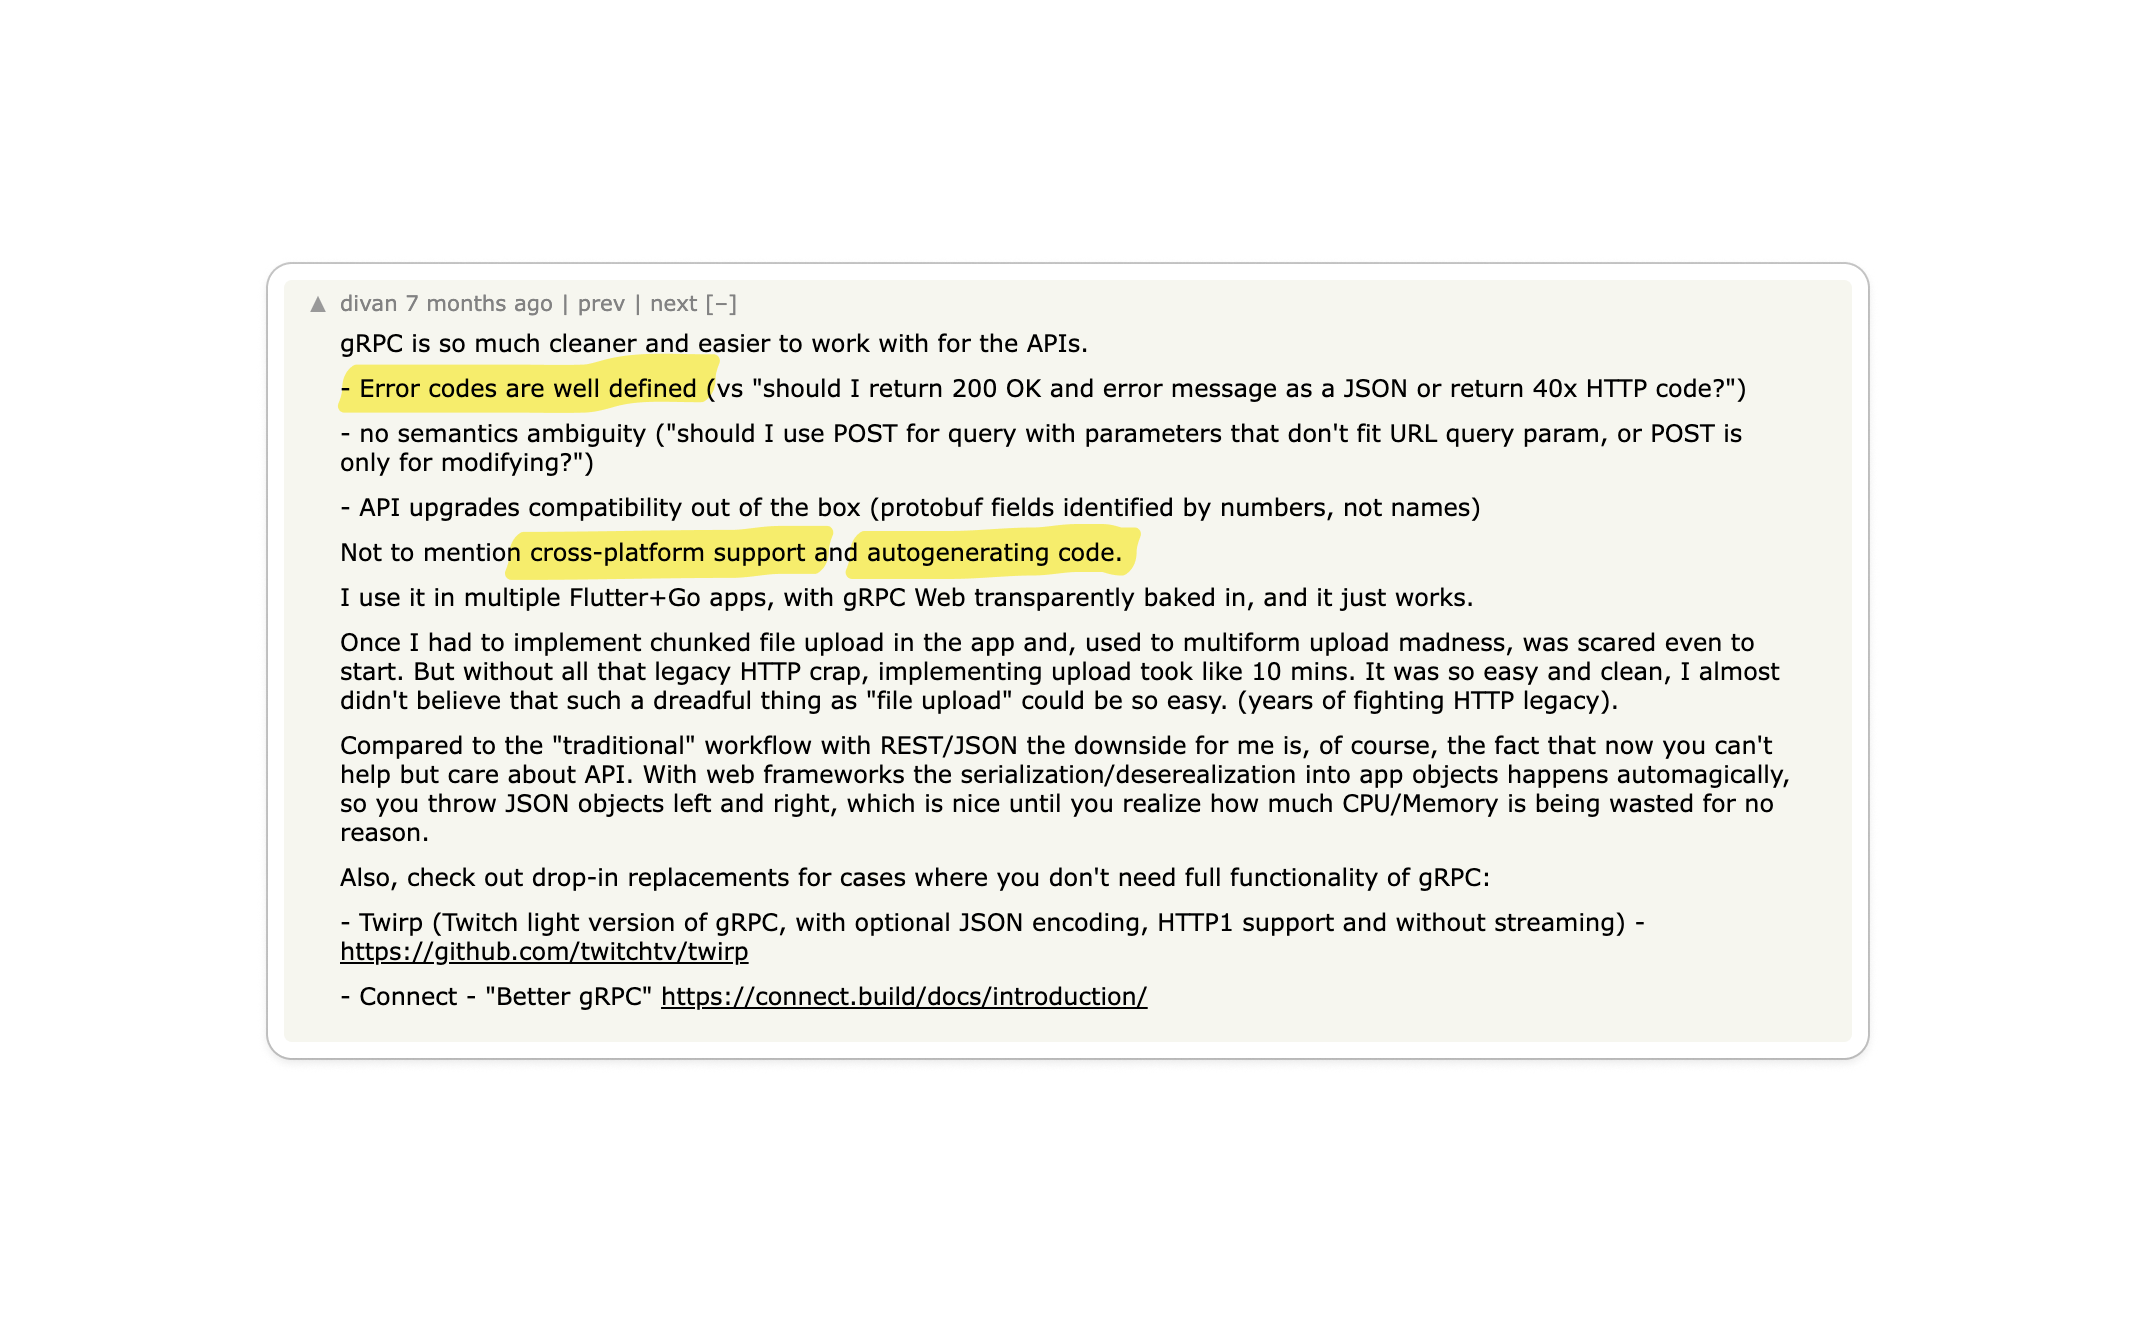 ▲ divan 7 months ago | prev | next [–]
gRPC is so much cleaner and easier to work with for the APIs.
- Error codes are well defined (vs "should I return 200 OK and error message as a JSON or return 40x HTTP code?")
- no semantics ambiguity ("should I use POST for query with parameters that don't fit URL query param, or POST is
only for modifying?")
- API upgrades compatibility out of the box (protobuf fields identified by numbers, not names)
Not to mention cross-platform support and autogenerating code.
I use it in multiple Flutter+Go apps, with gRPC Web transparently baked in, and it just works.
Once I had to implement chunked file upload in the app and, used to multiform upload madness, was scared even to
start. But without all that legacy HTTP crap, implementing upload took like 10 mins. It was so easy and clean, I almost
didn't believe that such a dreadful thing as "file upload" could be so easy. (years of fighting HTTP legacy).
Compared to the "traditional" workflow with REST/JSON the downside for me is, of course, the fact that now you can't
help but care about API. With web frameworks the serialization/deserealization into app objects happens automagically,
so you throw JSON objects left and right, which is nice until you realize how much CPU/Memory is being wasted for no
reason.
Also, check out drop-in replacements for cases where you don't need full functionality of gRPC:
- Twirp (Twitch light version of gRPC, with optional JSON encoding, HTTP1 support and without streaming) -
https://github.com/twitchtv/twirp
- Connect - "Better gRPC" https://connect.build/docs/introduction/